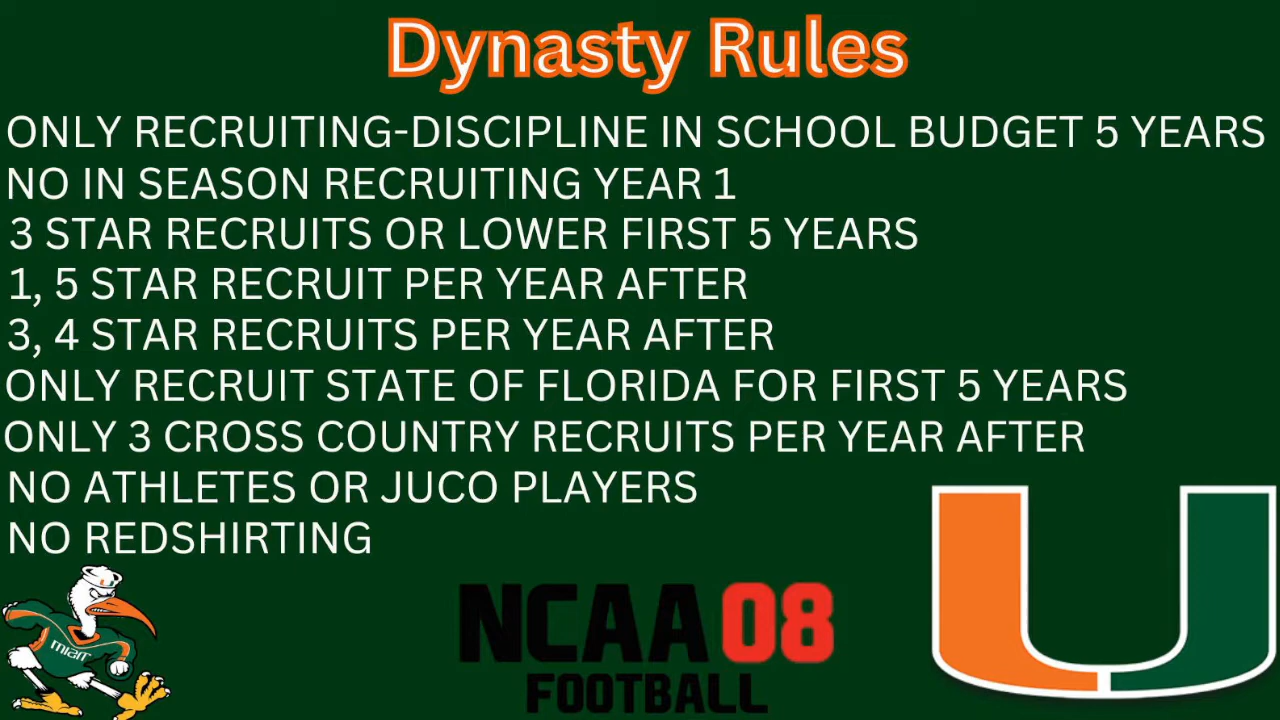 Dynasty Rules
ONLY RECRUITING-DISCIPLINE IN SCHOOL BUDGET 5 YEARS
NO IN SEASON RECRUITING YEAR 1
3 STAR RECRUITS OR LOWER FIRST 5 YEARS
1, 5 STAR RECRUIT PER YEAR AFTER
3, 4 STAR RECRUITS PER YEAR AFTER
ONLY RECRUIT STATE OF FLORIDA FOR FIRST 5 YEARS
ONLY 3 CROSS COUNTRY RECRUITS PER YEAR AFTER
NO ATHLETES OR JUCO PLAYERS
NO REDSHIRTING
MIAMI
NCAA 08
FOOTBALL